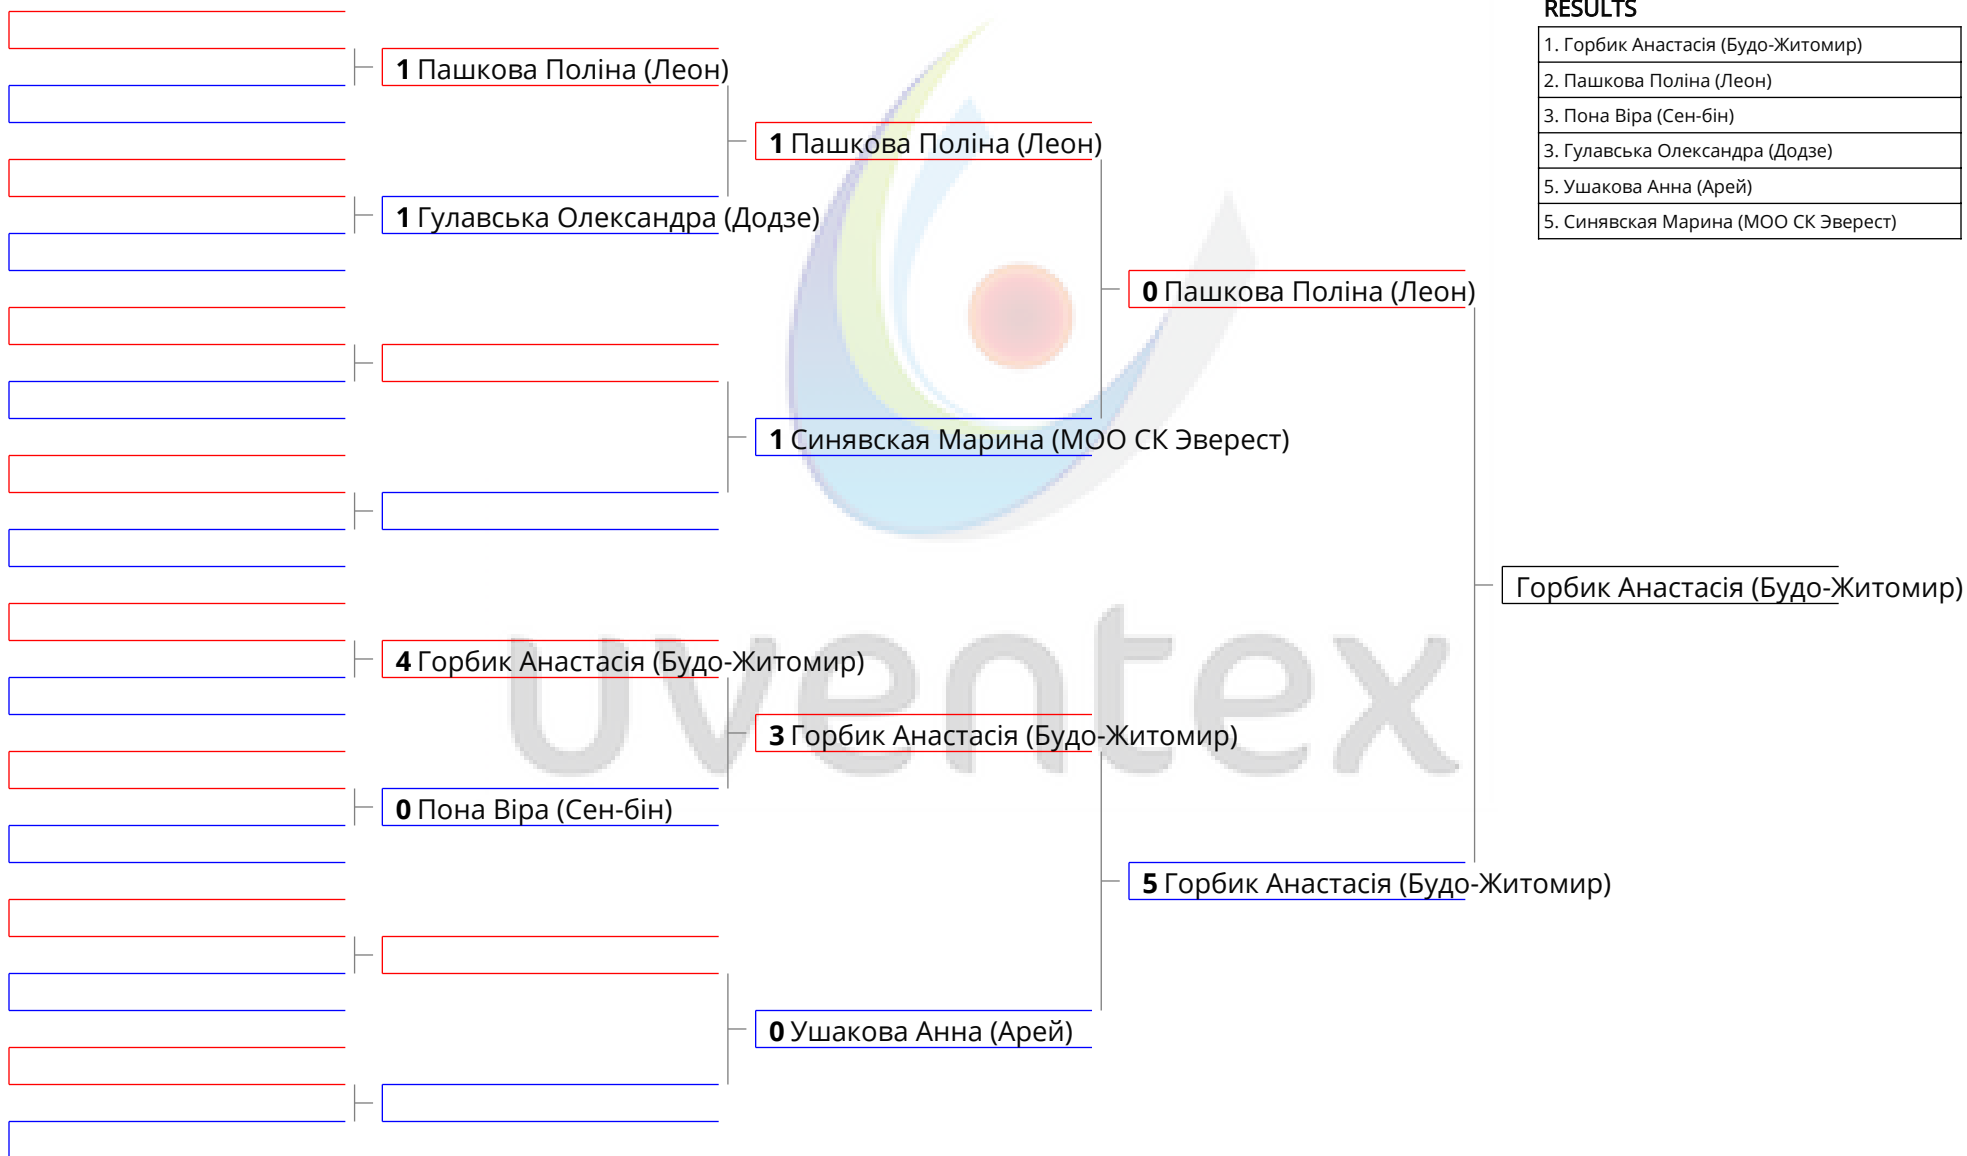 RESULTS
1. Горбик Анастасія (Будо-Житомир)
2. Пашкова Поліна (Леон)
3. Пона Віра (Сен-бін)
3. Гулавська Олександра (Додзе)
5. Ушакова Анна (Арей)
5. Синявская Марина (МОО СК Эверест)
1 Пашкова Поліна (Леон)
1 Гулавська Олександра (Додзе)
4 Горбик Анастасія (Будо-Житомир)
0 Пона Віра (Сен-бін)
1 Пашкова Поліна (Леон)
1 Синявская Марина (МОО СК Эверест)
3 Горбик Анастасія (Будо-Житомир)
0 Ушакова Анна (Арей)
0 Пашкова Поліна (Леон)
5 Горбик Анастасія (Будо-Житомир)
Горбик Анастасія (Будо-Житомир)
uventex